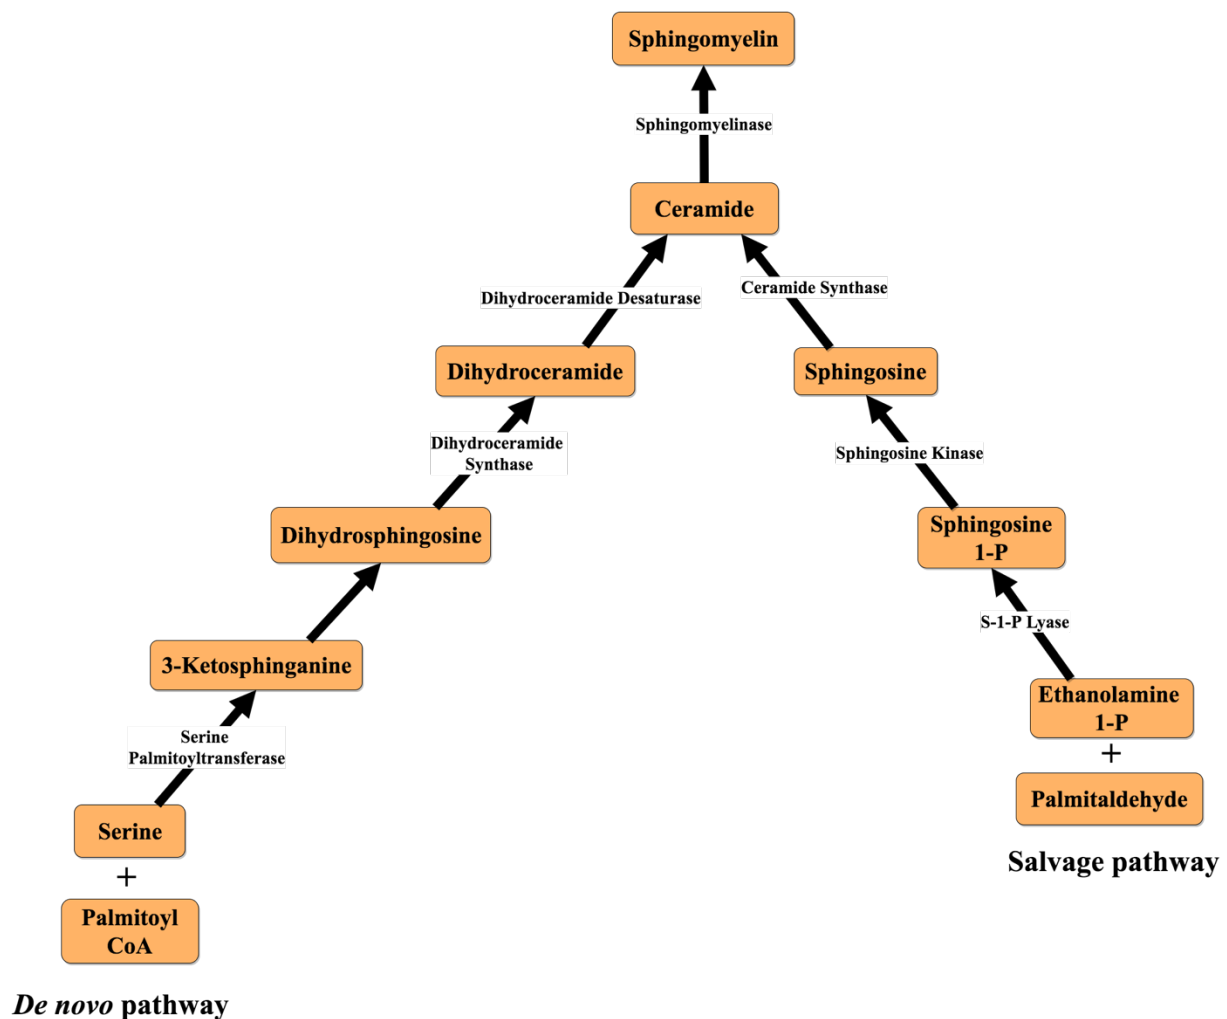 Sphingomyelin
Sphingomyelinase
Ceramide
Dihydroceramide Desaturase
Ceramide Synthase
Dihydroceramide
Sphingosine
Dihydroceramide
Synthase
Sphingosine Kinase
Dihydrosphingosine
Sphingosine
1-P
S-1-P Lyase
3-Ketosphinganine
Ethanolamine
1-P
+
Palmitaldehyde
Salvage pathway
Serine
Palmitoyltransferase
Serine
+
Palmitoyl
CoA
De novo pathway